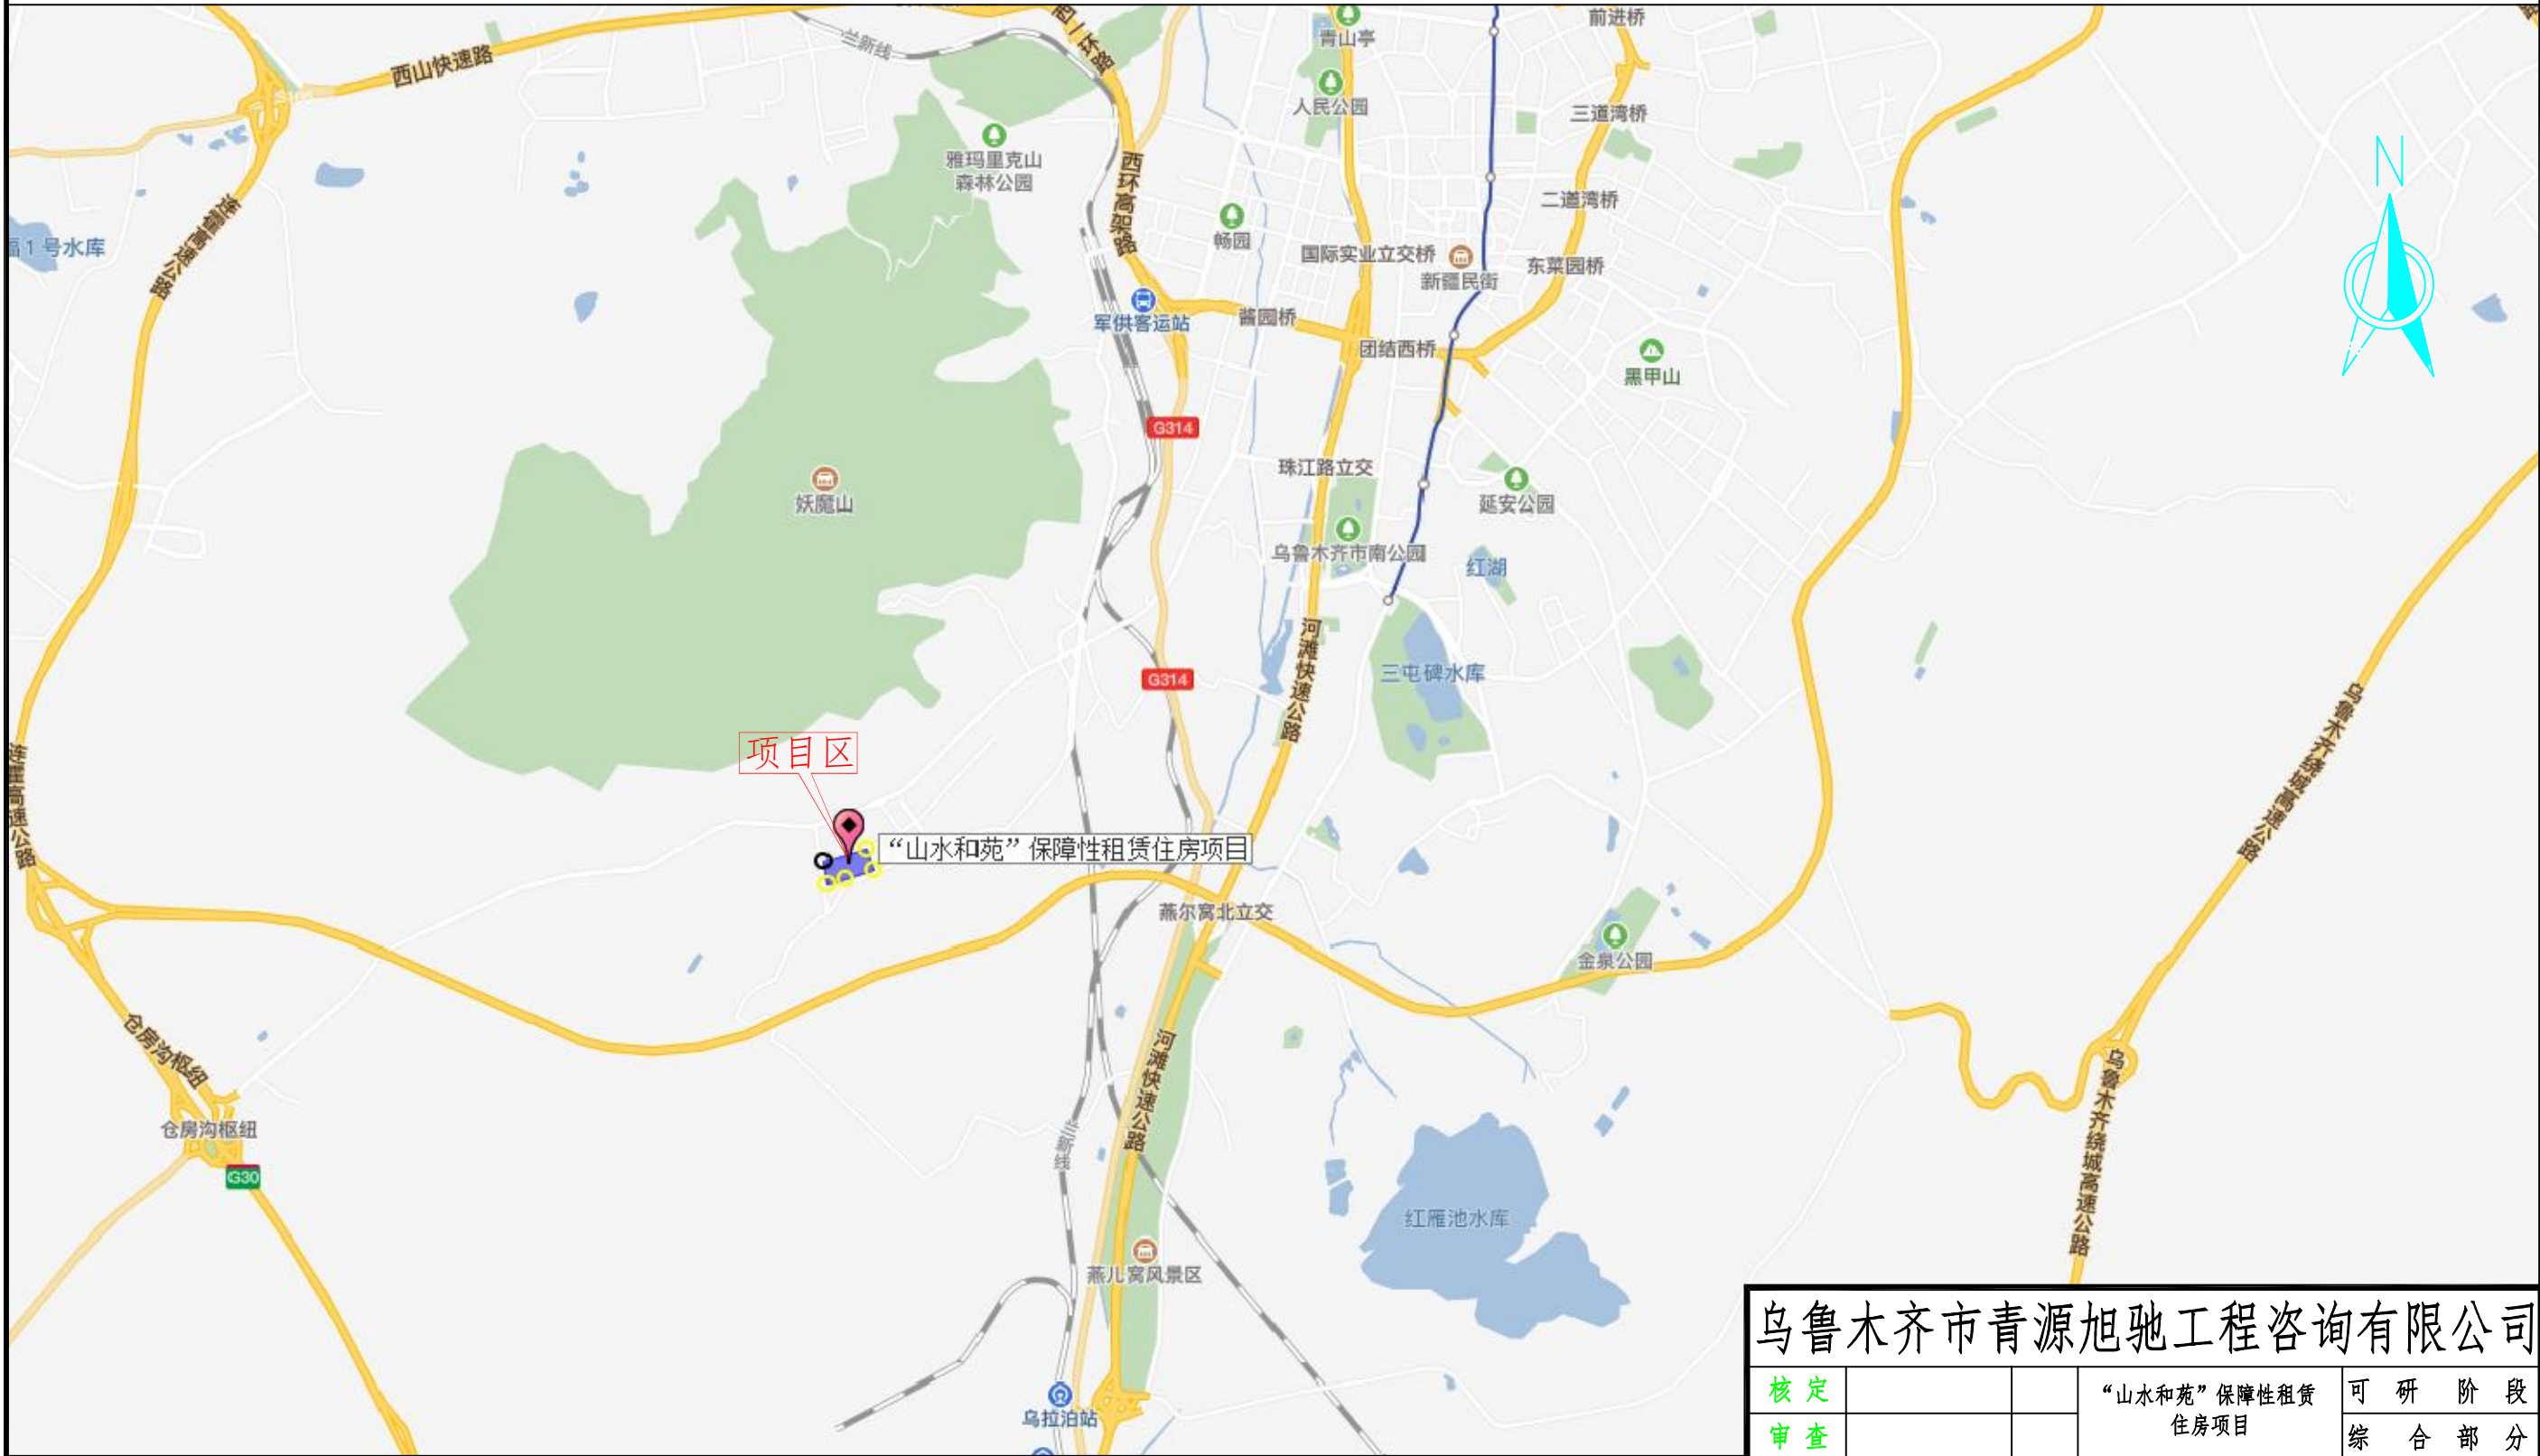 前进桥
青山亭
兰新线
西山快速路
人民公园
三道湾桥
N
雅玛里克山
森林公园
西环高架路
二道湾桥
连霍高速公路
畅园
国际实业立交桥
新疆民街
东菜园桥
1号水库
军供客运站
酱园桥
团结西桥
黑甲山
G314
珠江路立交
妖魔山
延安公园
乌鲁木齐市南公园
红湖
河滩快速公路
三屯碑水库
G314
乌鲁木齐绕城高速公路
项目区
连霍高速公路
“山水和苑”保障性租赁住房项目
燕尔窝北立交
金泉公园
仓房沟枢纽
河滩快速公路
仓房沟枢纽
兰新线
G30
乌鲁木齐绕城高速公路
红雁池水库
燕儿窝风景区
乌拉泊站
乌鲁木齐市青源旭驰工程咨询有限公司
核定
“山水和苑”保障性租赁
住房项目
可研阶段
审查
综合部分